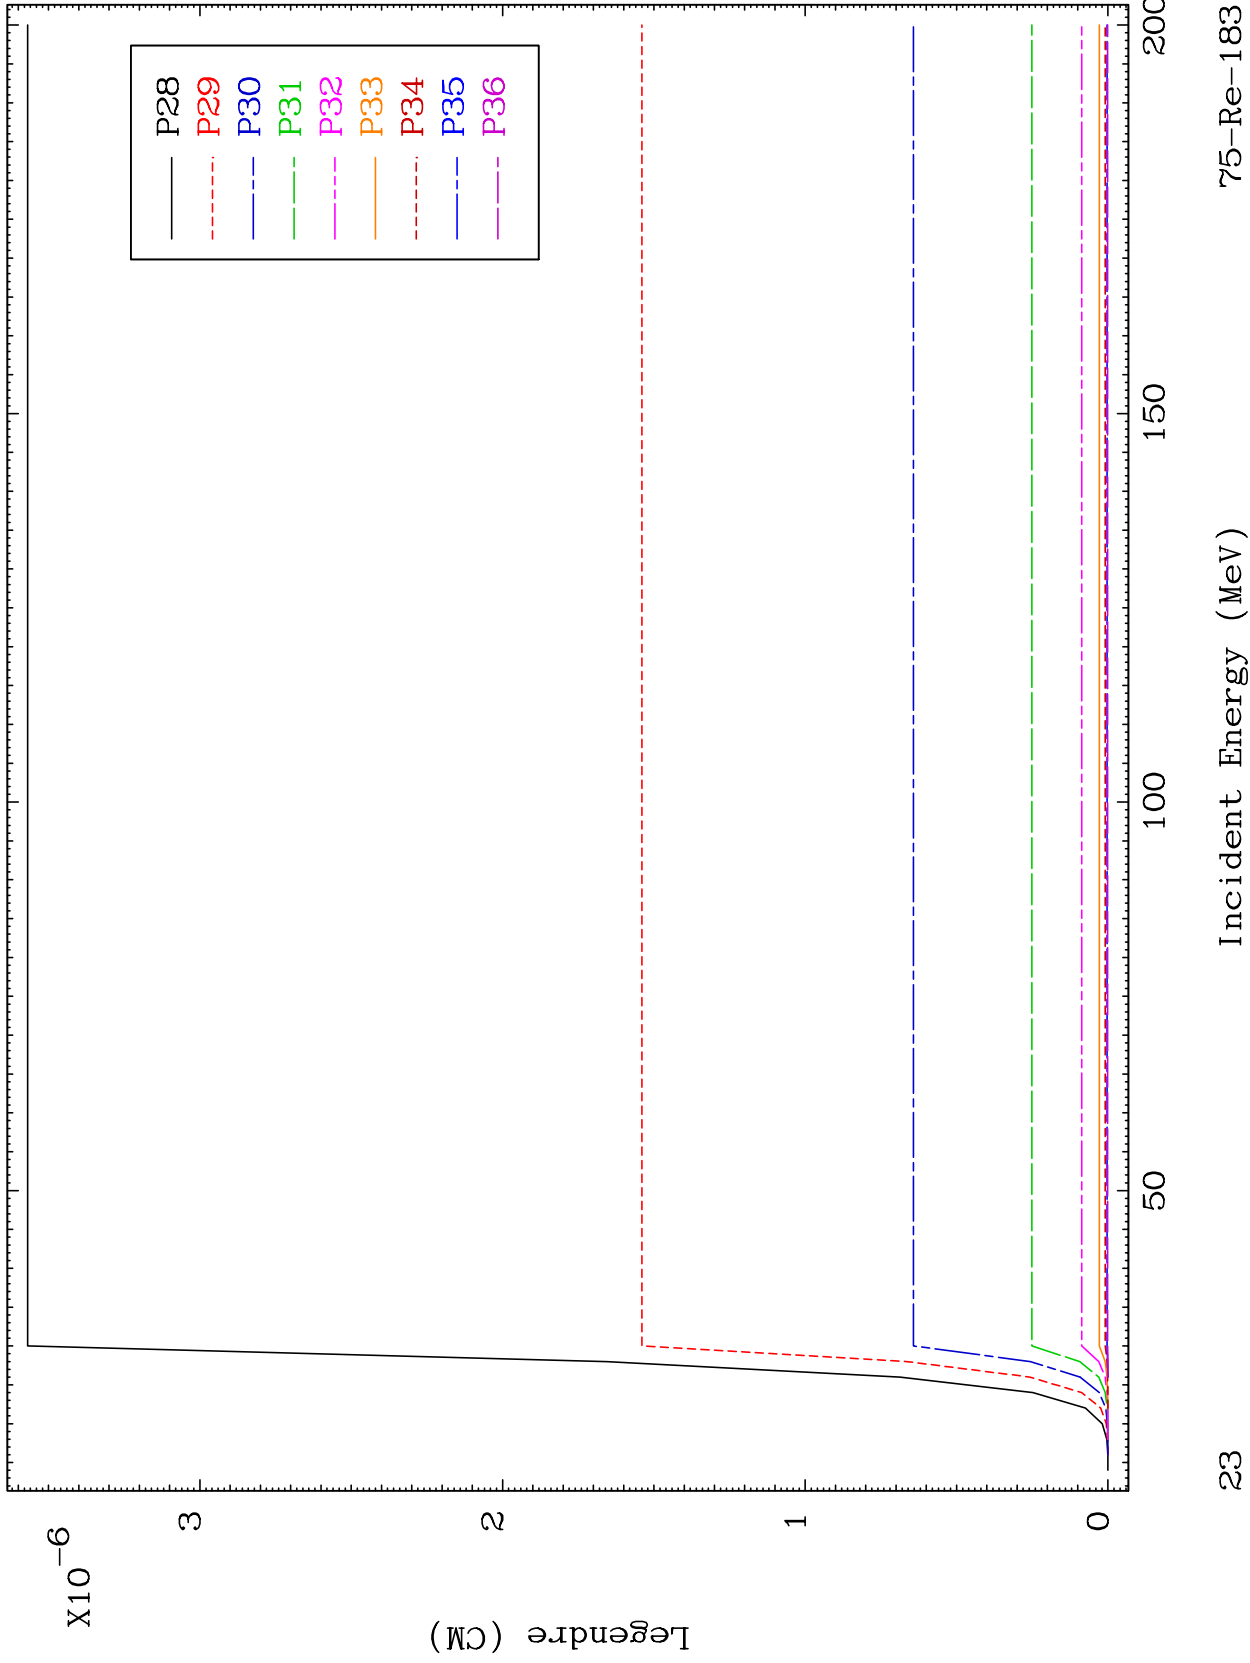 X10-6
3
2
1
0
Legendre (CM)
P28
P29
P30
P31
P32
P33
P34
P35
P36
50
100
150
200
Incident Energy (MeV)
23
75-Re-183